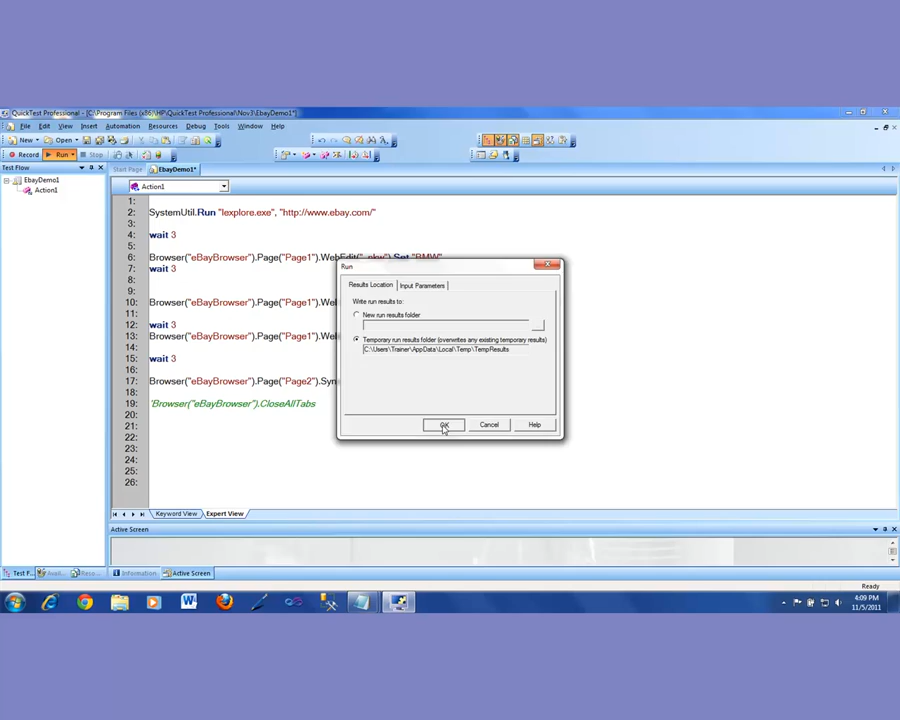 QuickTest Professional - [C:\Program Files (x86)\HP\QuickTest Professional\Nov3\EbayDemo1*]
File Edit View Insert Automation Resources Debug Tools Window Help
New Open
Record Run Stop
Test Flow
Start Page EbayDemo1*
EbayDemo1
Action1
Action1
1:
2: SystemUtil.Run "Iexplore.exe", "http://www.ebay.com/"
3:
4: wait 3
5:
6: Browser("eBayBrowser").Page("Page1").WebEdit("_nkw").Set "BMW"
7: wait 3
8:
9:
10: Browser("eBayBrowser").Page("Page1").
11:
12: wait 3
13: Browser("eBayBrowser").Page("Page1").
14:
15: wait 3
16:
17: Browser("eBayBrowser").Page("Page2").Syn
18:
19: 'Browser("eBayBrowser").CloseAllTabs
20:
21:
22:
23:
24:
25:
26:
Run
Results Location Input Parameters
Write run results to:
New run results folder
Temporary run results folder (overwrites any existing temporary results)
C:\Users\Trainer\AppData\Local\Temp\TempResults
OK Cancel Help
Keyword View Expert View
Active Screen
Test F... Avail... Reco... Information Active Screen
Ready
4:09 PM
11/5/2011